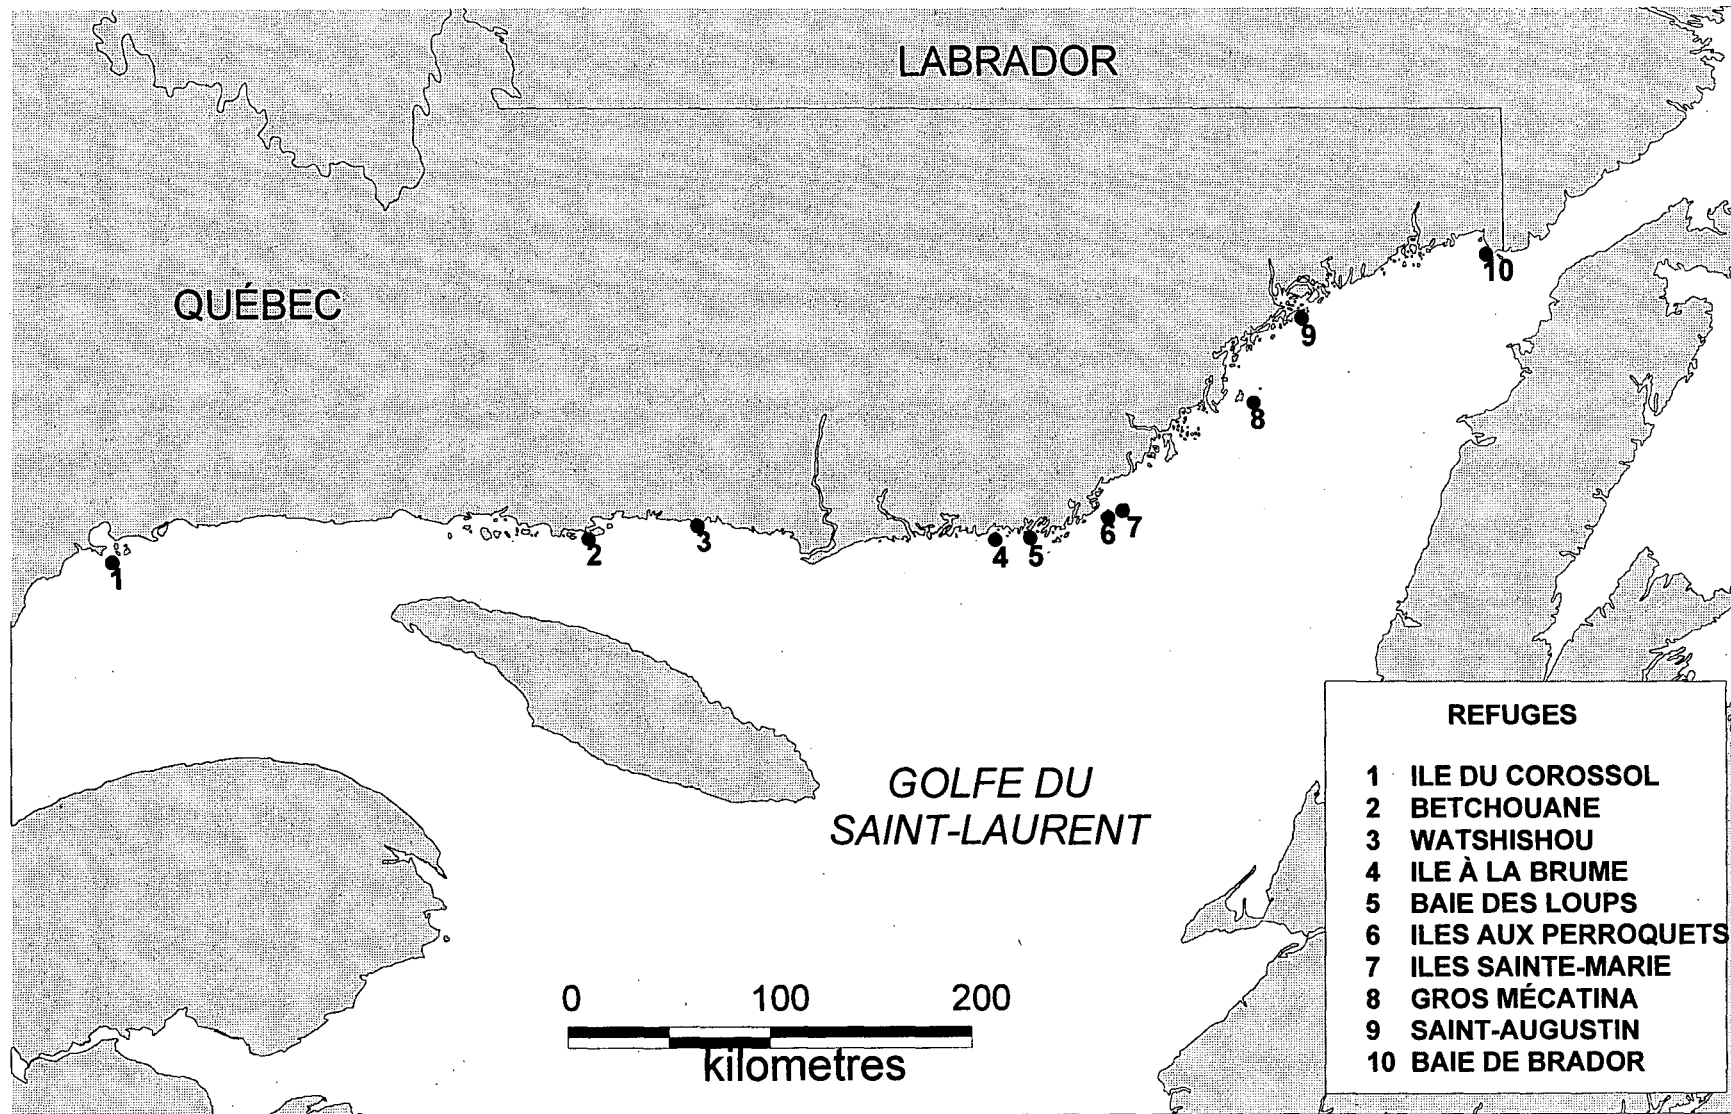 LABRADOR
QUÉBEC
10
9
8
7
6
5
4
3
2
1
GOLFE DU
SAINT-LAURENT
0 100 200
kilometres
REFUGES
1 ILE DU COROSSOL
2 BETCHOUANE
3 WATSHISHOU
4 ILE À LA BRUME
5 BAIE DES LOUPS
6 ILES AUX PERROQUETS
7 ILES SAINTE-MARIE
8 GROS MÉCATINA
9 SAINT-AUGUSTIN
10 BAIE DE BRADOR